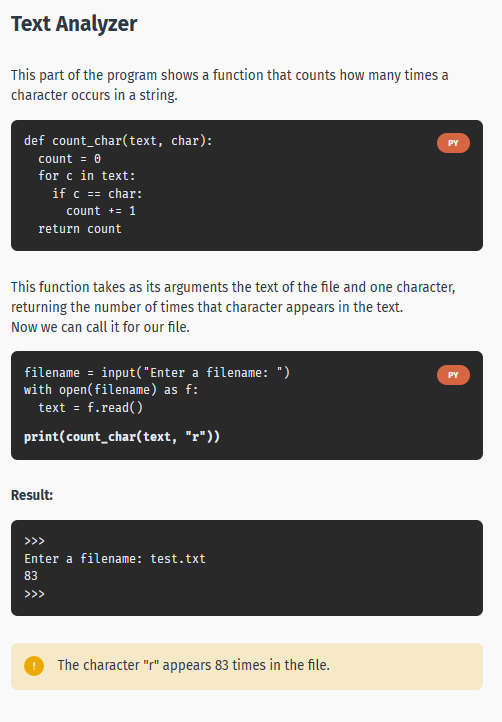 Text Analyzer
This part of the program shows a function that counts how many times a
character occurs in a string.
def count_char(text, char):
PY
  count = 0
  for c in text:
    if c == char:
      count += 1
  return count
This function takes as its arguments the text of the file and one character,
returning the number of times that character appears in the text.
Now we can call it for our file.
filename = input("Enter a filename: ")
PY
with open(filename) as f:
  text = f.read()
print(count_char(text, "r"))
Result:
>>>
Enter a filename: test.txt
83
>>>
! The character "r" appears 83 times in the file.